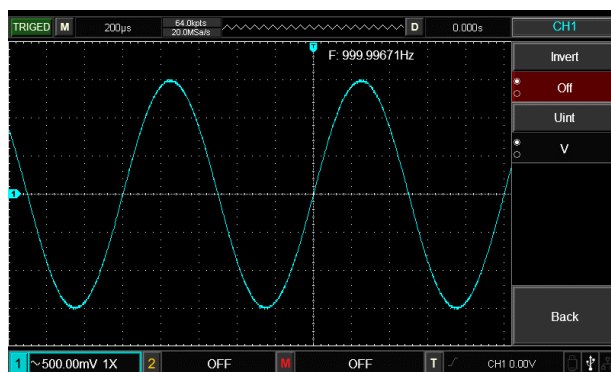 TRIGED M 200µs 64.0kpts D 0.000s CH1
20.0MSa/s
T
F: 999.99671Hz
Invert
Off
Uint
V
1
Back
1 ~500.00mV 1X 2 OFF M OFF T CH1 0.00V